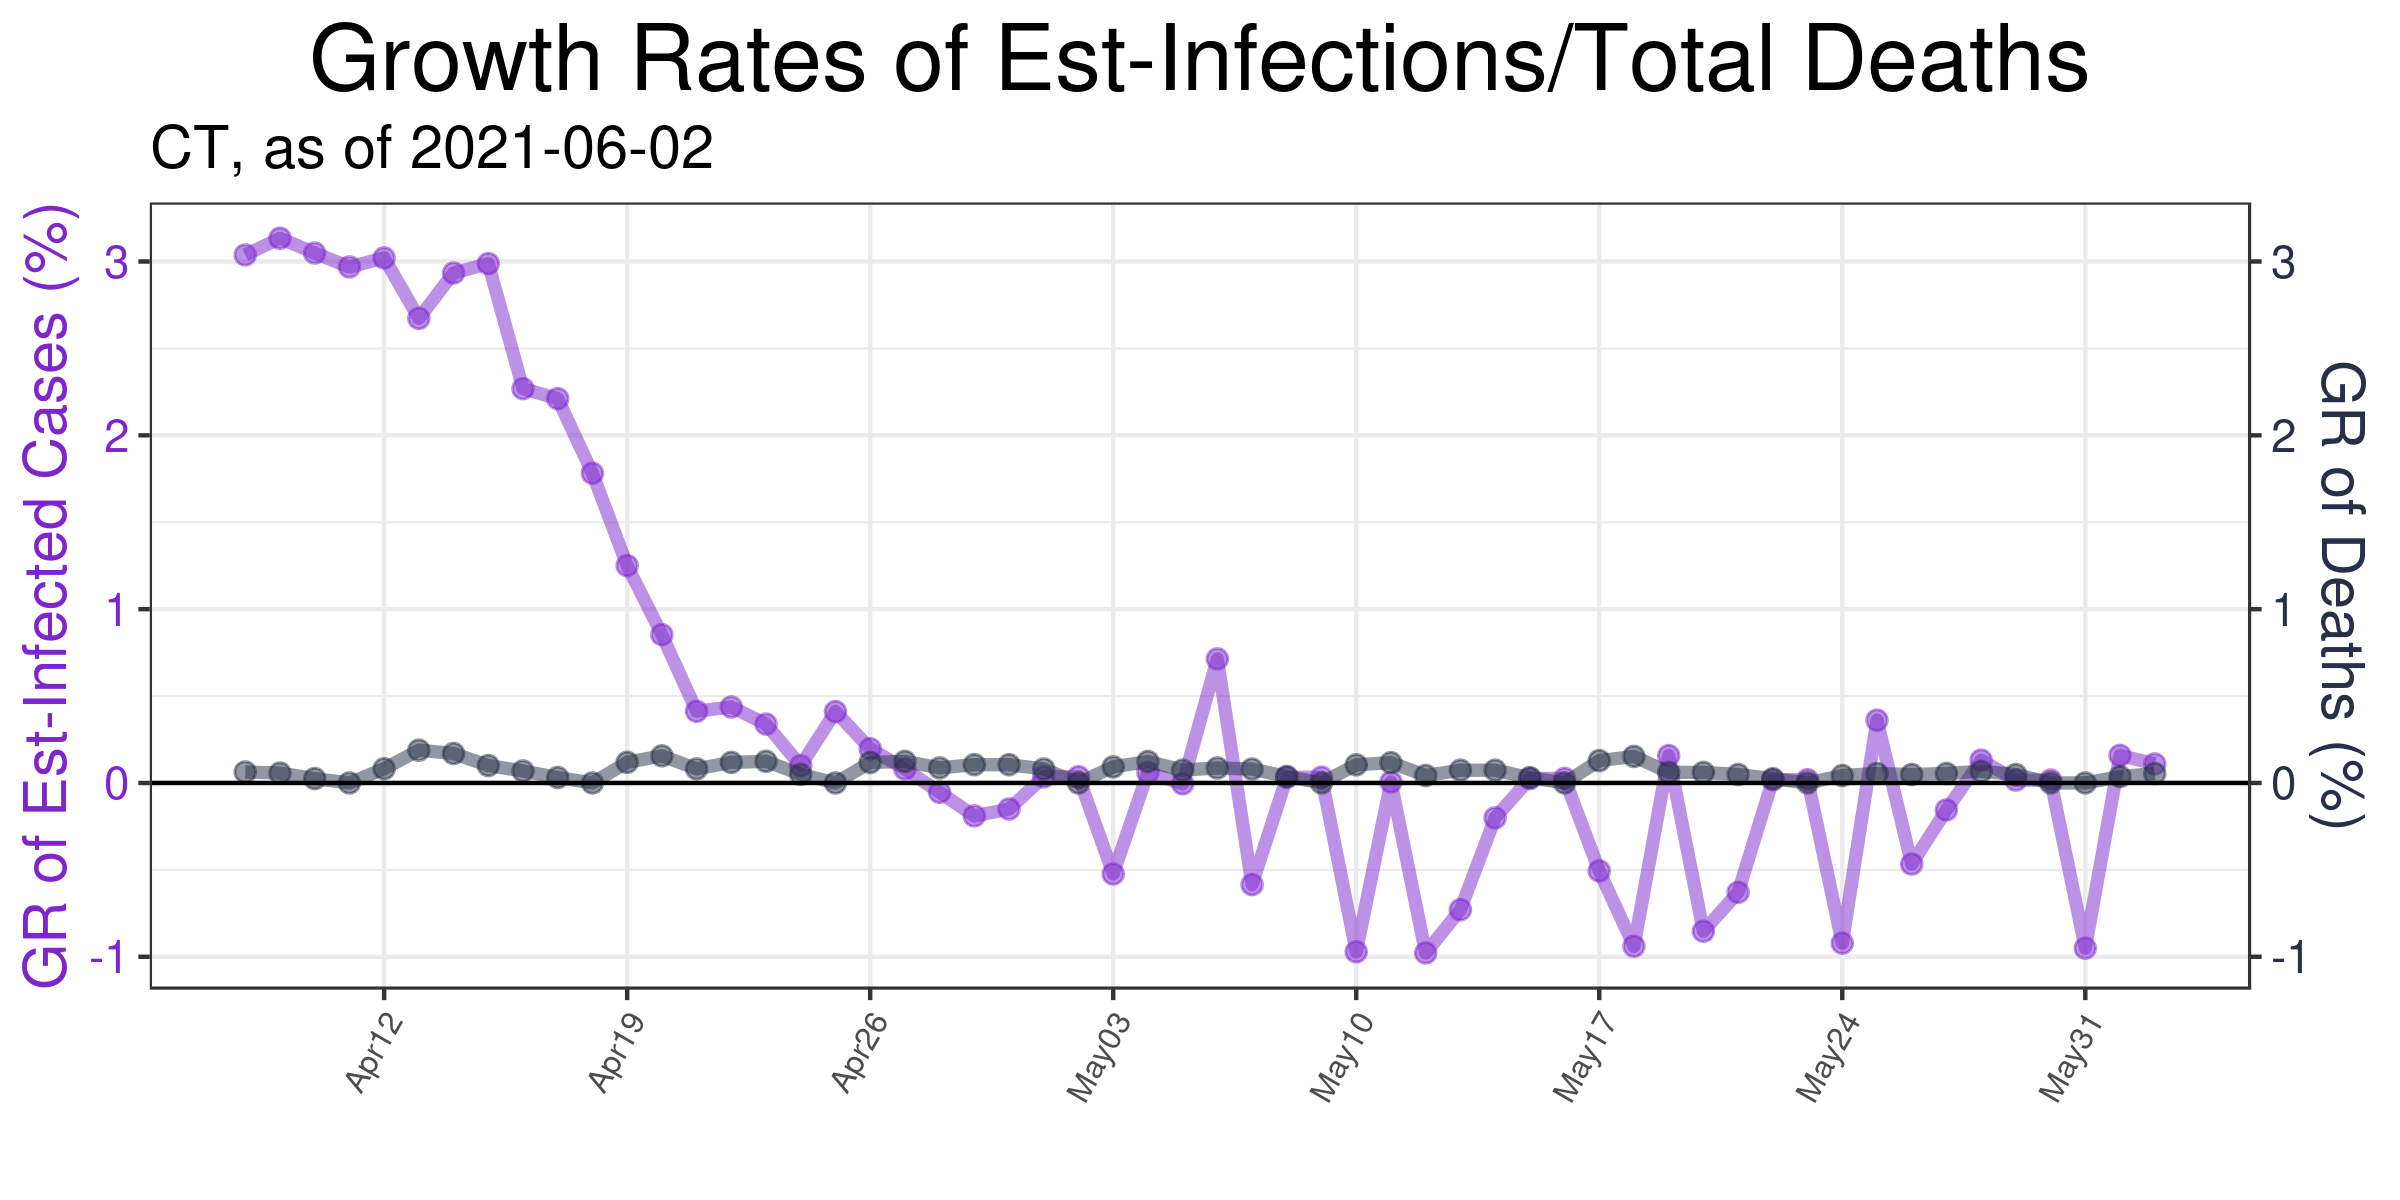 Growth Rates of Est-Infections/Total Deaths
CT, as of 2021-06-02
GR of Est-Infected Cases (%)
3
2
1
0
-1
3
2
1
0
-1
GR of Deaths (%)
Apr12
Apr19
Apr26
May03
May10
May17
May24
May31